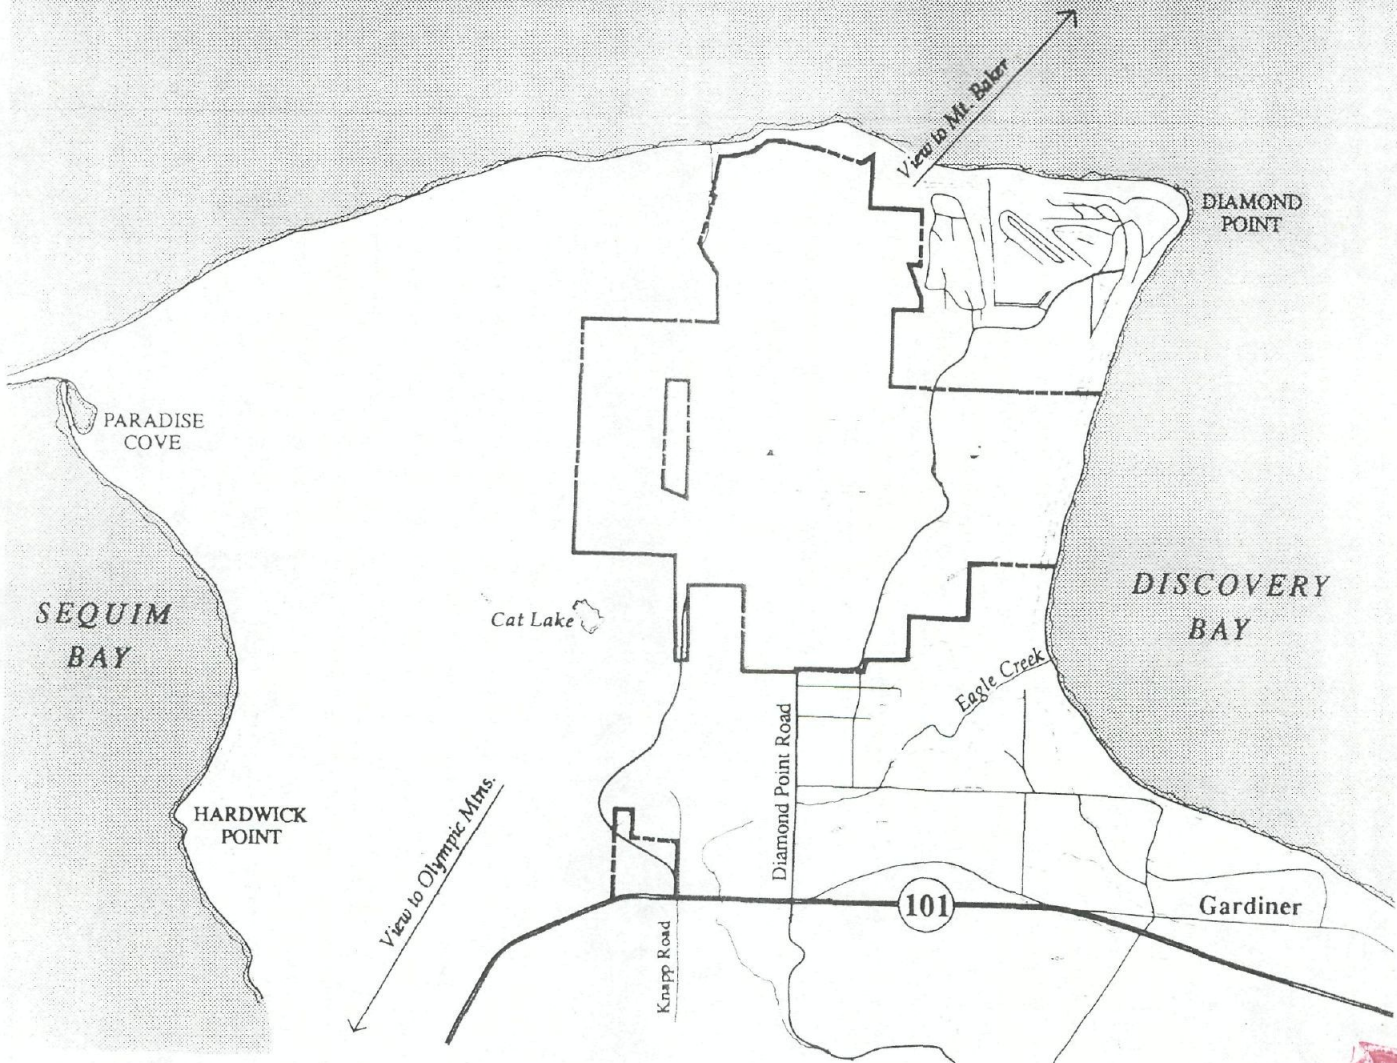 View to Mt. Baker
DIAMOND
POINT
PARADISE
COVE
SEQUIM
BAY
Cat Lake
DISCOVERY
BAY
Eagle Creek
Diamond Point Road
HARDWICK
POINT
View to Olympic Mtns.
101
Gardiner
Knapp Road